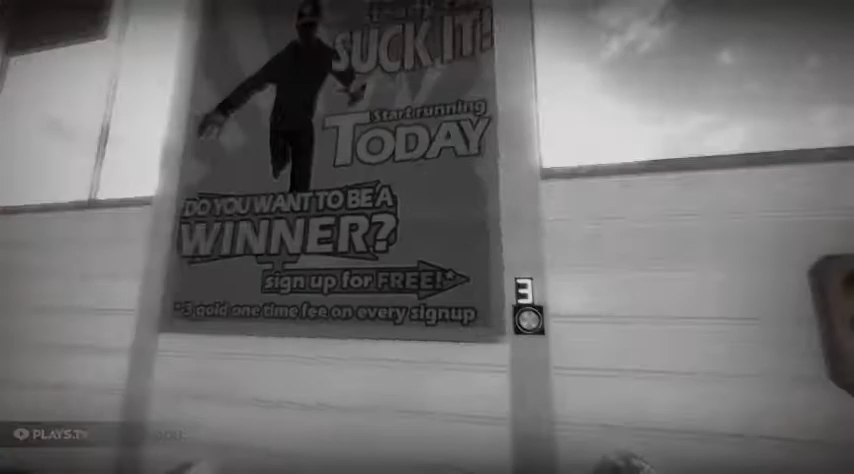 SUCK IT!
Start running
TODAY
DO YOU WANT TO BE A
WINNER?
sign up for FREE!*
*3 gold one time fee on every signup
3
PLAYS.TV